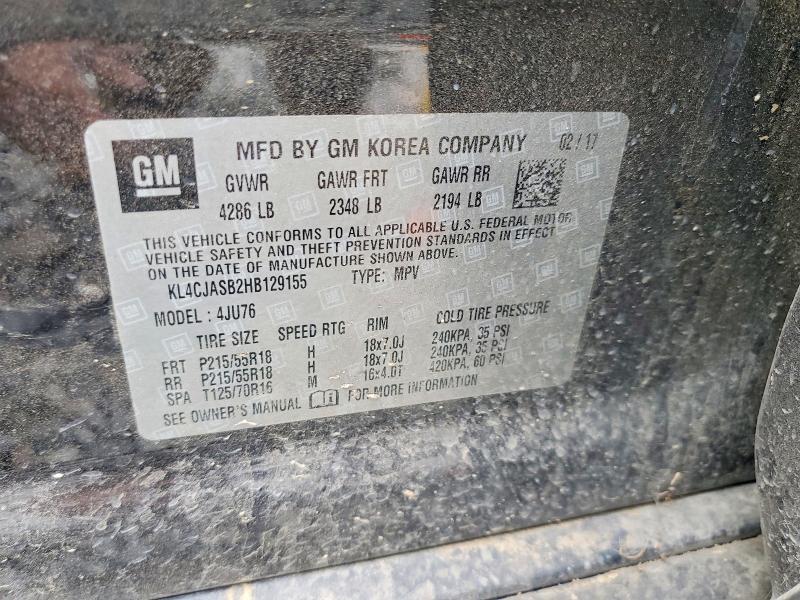 GM MFD BY GM KOREA COMPANY 02/17
GVWR GAWR FRT GAWR RR
4286 LB 2348 LB 2194 LB
THIS VEHICLE CONFORMS TO ALL APPLICABLE U.S. FEDERAL MOTOR
VEHICLE SAFETY AND THEFT PREVENTION STANDARDS IN EFFECT
ON THE DATE OF MANUFACTURE SHOWN ABOVE.
KL4CJASB2HB129155 TYPE: MPV
MODEL: 4JU76
TIRE SIZE SPEED RTG RIM COLD TIRE PRESSURE
FRT P215/55R18 H 18x7.0J 240KPA, 35 PSI
RR P215/55R18 H 18x7.0J 240KPA, 35 PSI
SPA T125/70R16 M 16x4.0T 420KPA, 60 PSI
SEE OWNER'S MANUAL FOR MORE INFORMATION